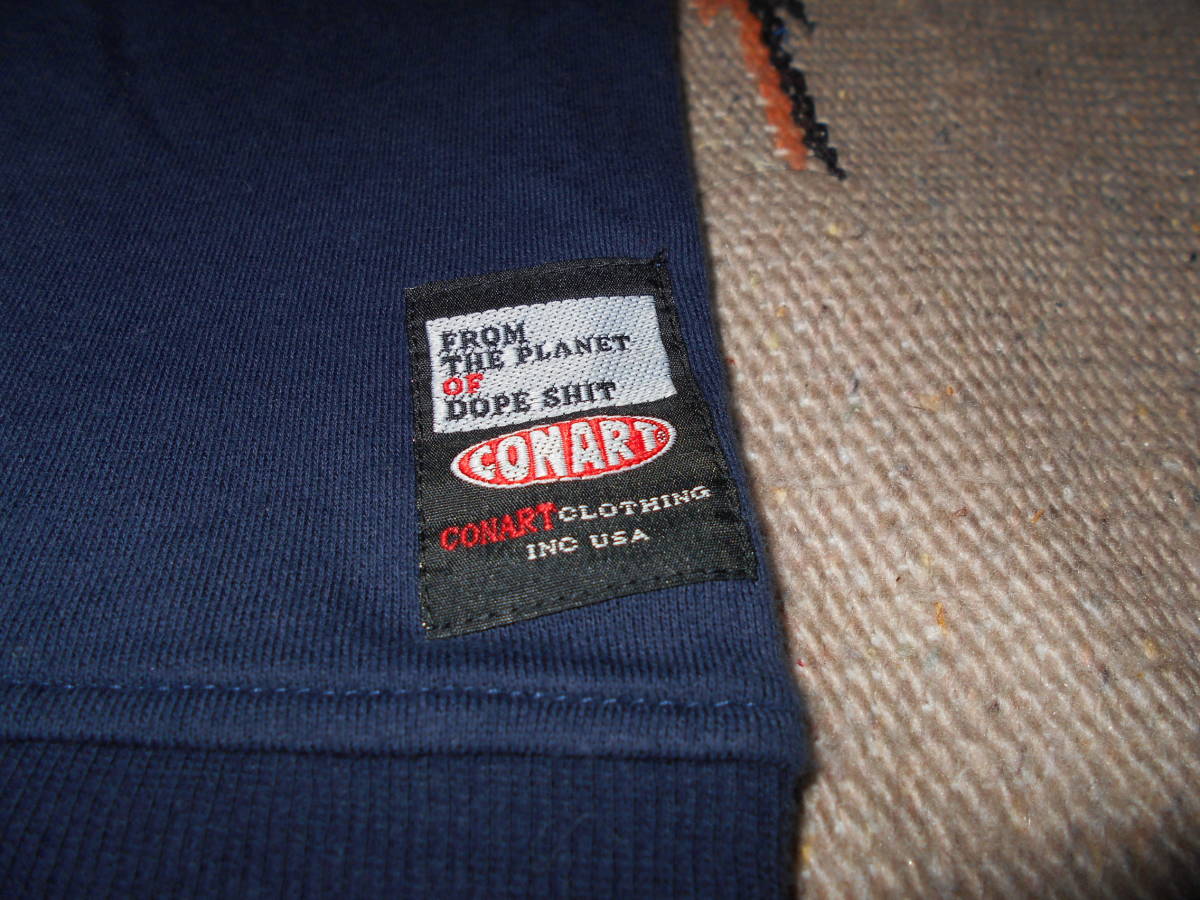 FROM
THE PLANET
OF
DOPE SHIT
CONART®
CONART CLOTHING
INC USA